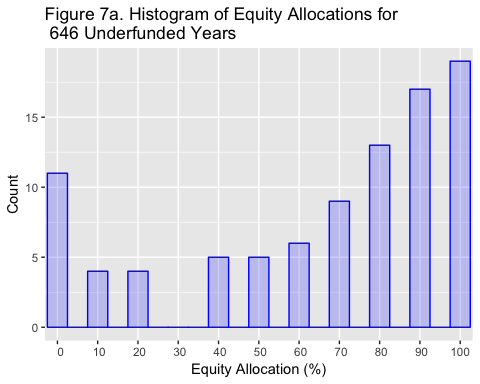 Figure 7a. Histogram of Equity Allocations for
646 Underfunded Years
15
10
5
0
Count
0 10 20 30 40 50 60 70 80 90 100
Equity Allocation (%)